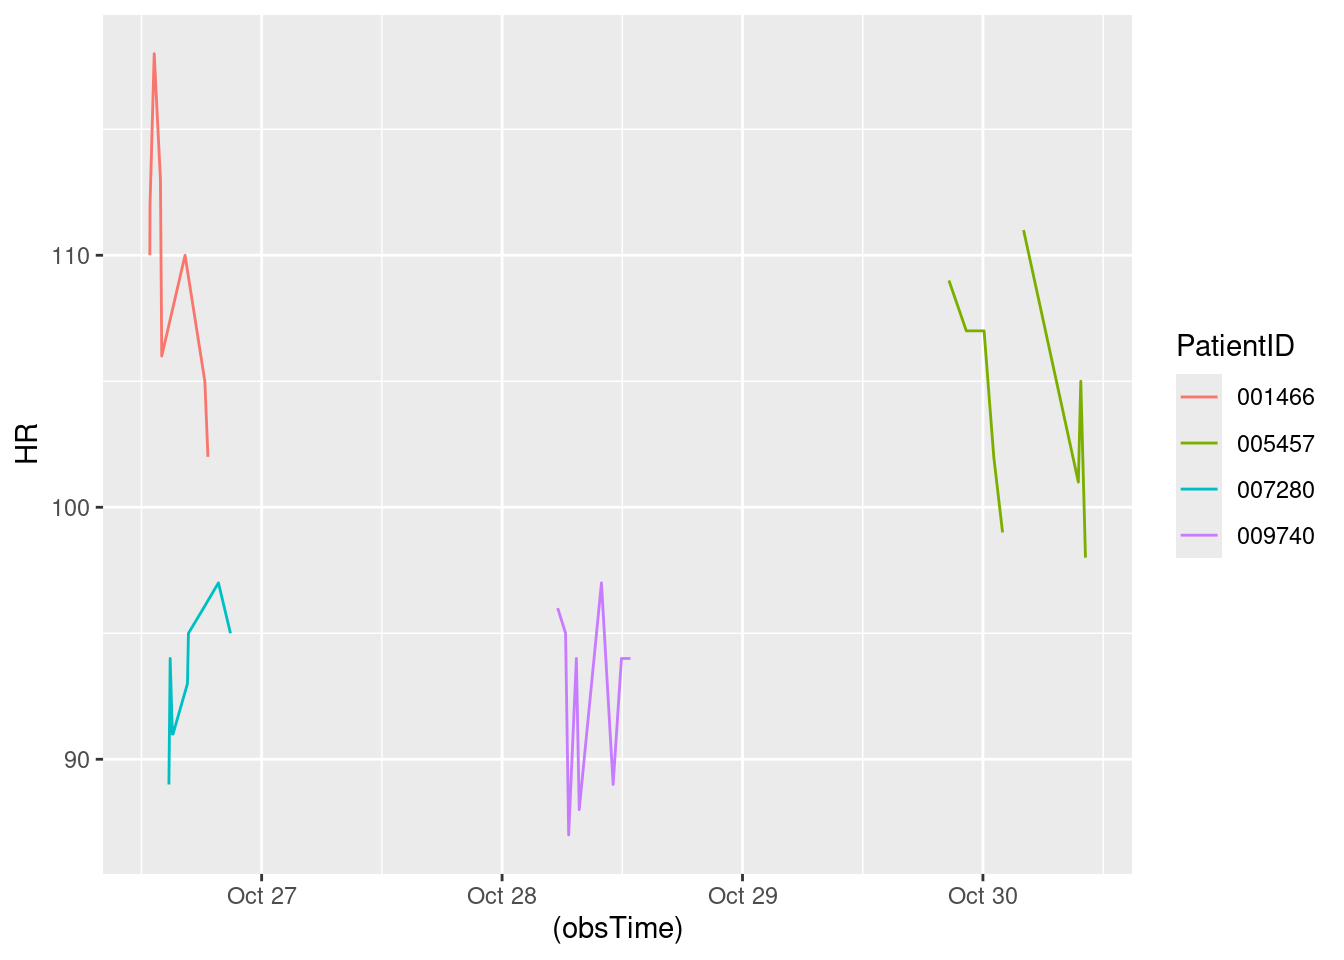 HR
110
100
90
Oct 27
Oct 28
Oct 29
Oct 30
(obsTime)
PatientID
001466
005457
007280
009740